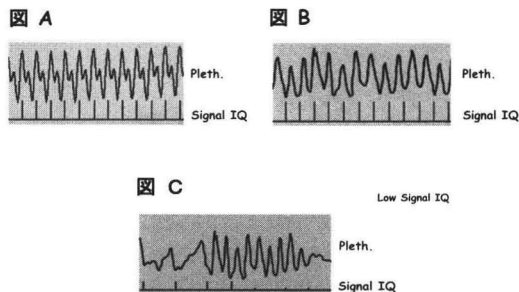 図 A
Pleth.
Signal IQ
図 B
Pleth.
Signal IQ
図 C
Low Signal IQ
Pleth.
Signal IQ